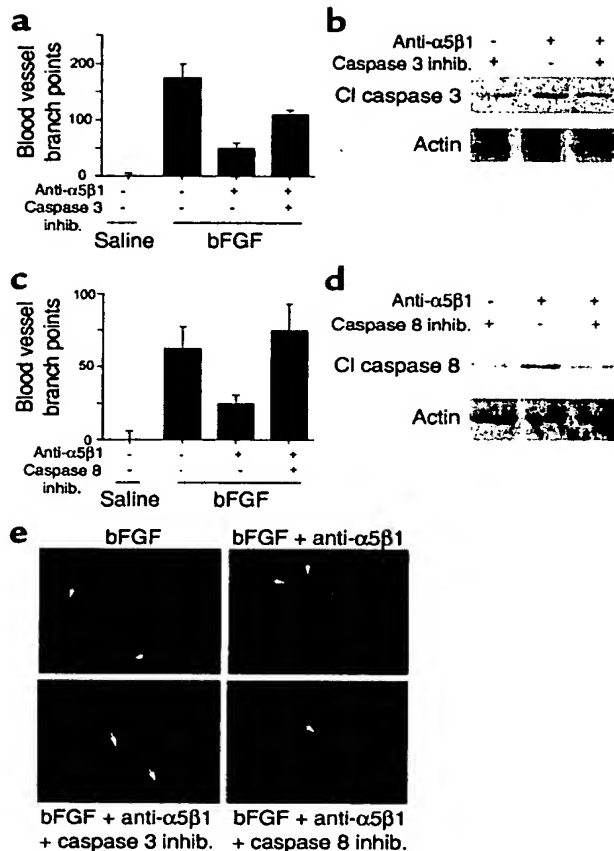 a
Blood vessel
branch points
200
100
0
Anti-α5β1 - - + +
Caspase 3 - - - +
inhib.
Saline bFGF
b
Anti-α5β1 - + +
Caspase 3 inhib. + - +
Cl caspase 3
Actin
c
Blood vessel
branch points
100
50
0
Anti-α5β1 - - + +
Caspase 8 - - - +
inhib.
Saline bFGF
d
Anti-α5β1 - + +
Caspase 8 inhib. + - +
Cl caspase 8
Actin
e
bFGF
bFGF + anti-α5β1
bFGF + anti-α5β1
+ caspase 3 inhib.
bFGF + anti-α5β1
+ caspase 8 inhib.